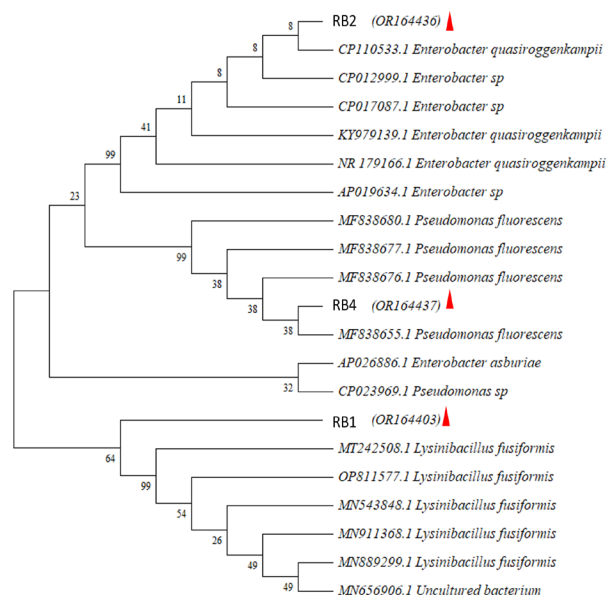 RB2 (OR164436)
8
CP110533.1 Enterobacter quasiroggenkampii
8
CP012999.1 Enterobacter sp
8
CP017087.1 Enterobacter sp
11
KY979139.1 Enterobacter quasiroggenkampii
41
NR 179166.1 Enterobacter quasiroggenkampii
99
AP019634.1 Enterobacter sp
23
MF838680.1 Pseudomonas fluorescens
99
MF838677.1 Pseudomonas fluorescens
38
MF838676.1 Pseudomonas fluorescens
38
RB4 (OR164437)
38
MF838655.1 Pseudomonas fluorescens
AP026886.1 Enterobacter asburiae
32
CP023969.1 Pseudomonas sp
RB1 (OR164403)
64
MT242508.1 Lysinibacillus fusiformis
99
OP811577.1 Lysinibacillus fusiformis
54
MN543848.1 Lysinibacillus fusiformis
26
MN911368.1 Lysinibacillus fusiformis
49
MN889299.1 Lysinibacillus fusiformis
49
MN656906.1 Uncultured bacterium